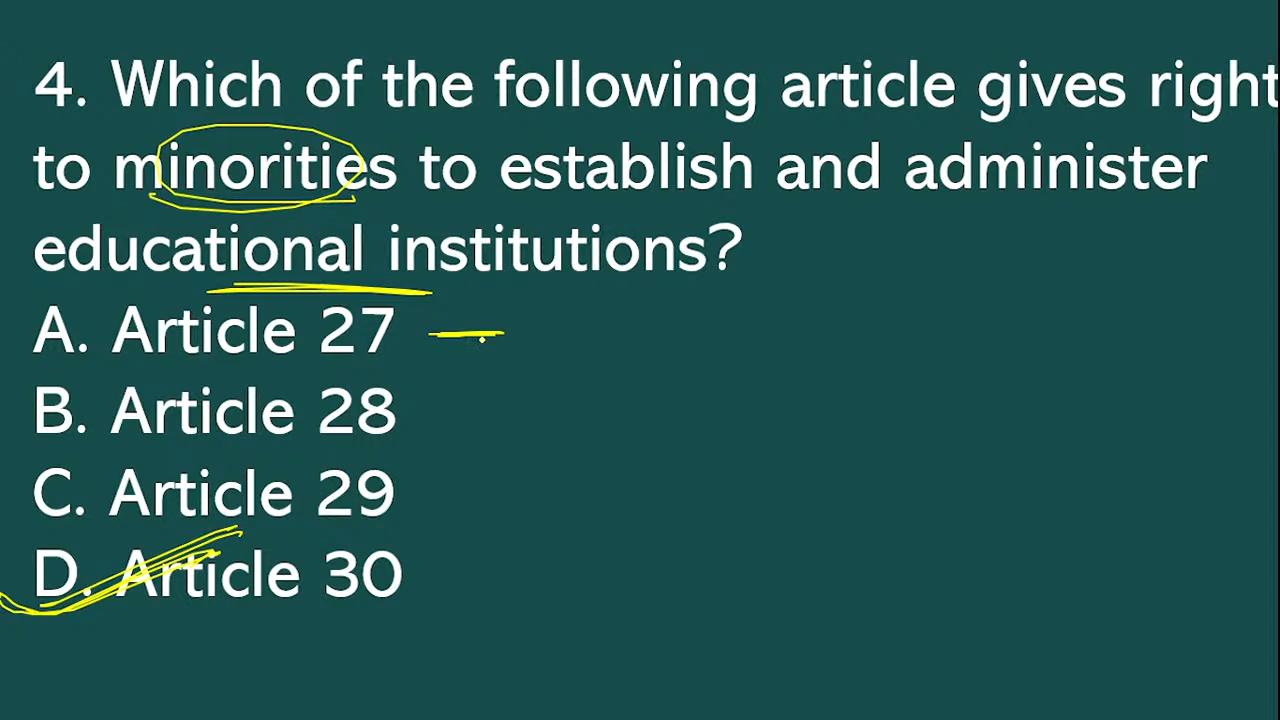 4. Which of the following article gives right
to minorities to establish and administer
educational institutions?
A. Article 27
B. Article 28
C. Article 29
D. Article 30